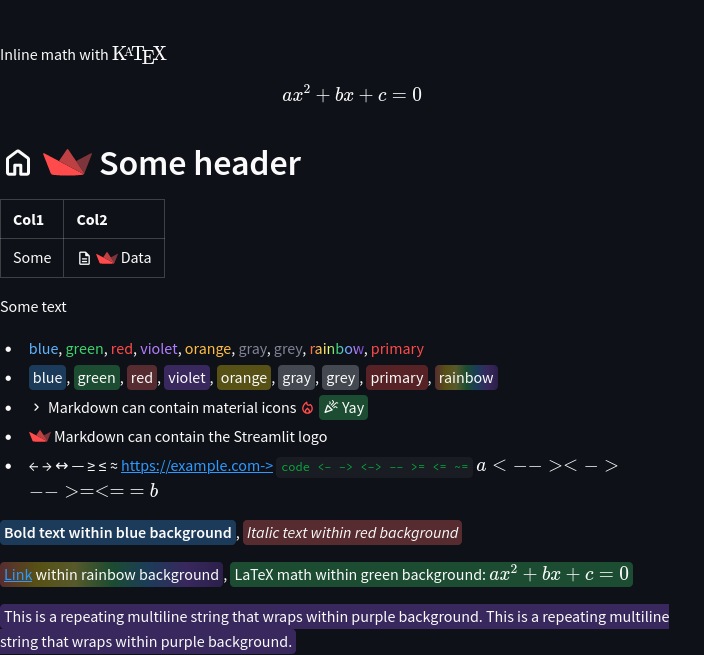 Inline math with KATEX
ax² + bx + c = 0
Some header
Col1 Col2
Some Data
Some text
blue, green, red, violet, orange, gray, grey, rainbow, primary
blue, green, red, violet, orange, gray, grey, primary, rainbow
Markdown can contain material icons Yay
Markdown can contain the Streamlit logo
← → ↔ — ≥ ≤ ≈ https://example.com-> code <- -> <-> -- >= <= ~= a < −− >< − >
−− >=<= = b
Bold text within blue background, Italic text within red background
Link within rainbow background, LaTeX math within green background: ax² + bx + c = 0
This is a repeating multiline string that wraps within purple background. This is a repeating multiline
string that wraps within purple background.